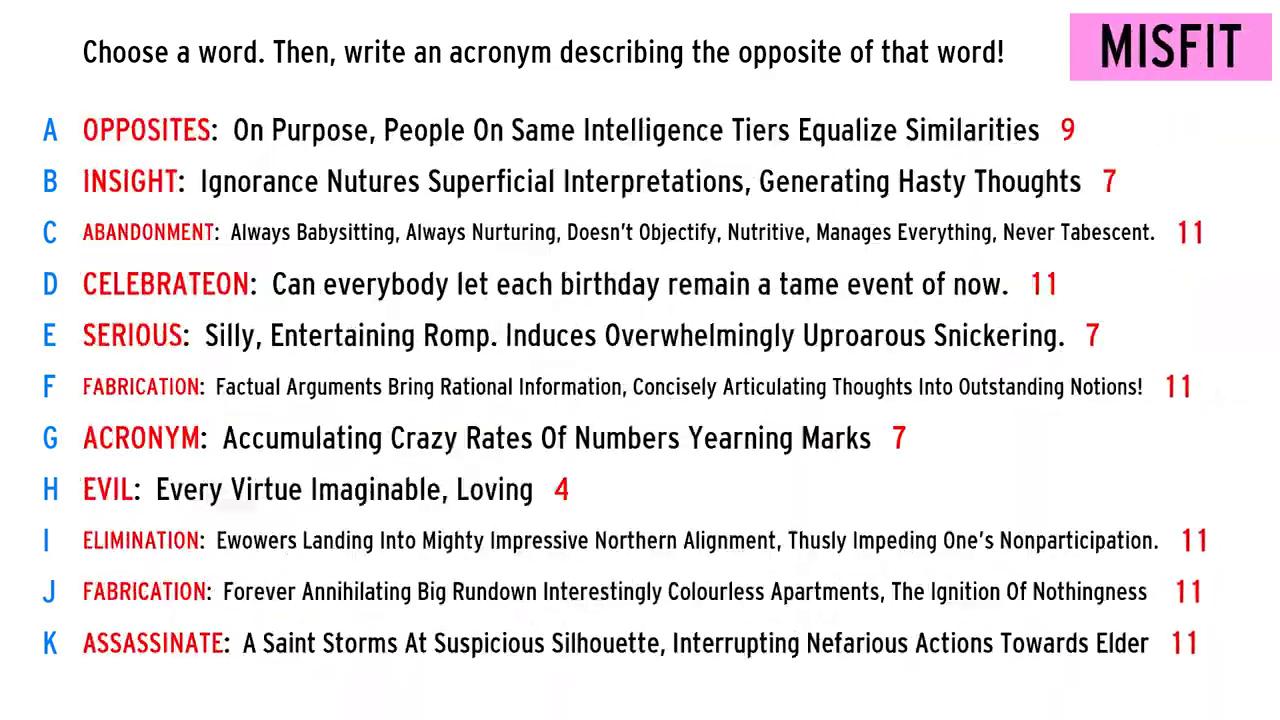 Choose a word. Then, write an acronym describing the opposite of that word!
MISFIT
A OPPOSITES: On Purpose, People On Same Intelligence Tiers Equalize Similarities 9
B INSIGHT: Ignorance Nutures Superficial Interpretations, Generating Hasty Thoughts 7
C ABANDONMENT: Always Babysitting, Always Nurturing, Doesn't Objectify, Nutritive, Manages Everything, Never Tabescent. 11
D CELEBRATEON: Can everybody let each birthday remain a tame event of now. 11
E SERIOUS: Silly, Entertaining Romp. Induces Overwhelmingly Uproarous Snickering. 7
F FABRICATION: Factual Arguments Bring Rational Information, Concisely Articulating Thoughts Into Outstanding Notions! 11
G ACRONYM: Accumulating Crazy Rates Of Numbers Yearning Marks 7
H EVIL: Every Virtue Imaginable, Loving 4
I ELIMINATION: Ewowers Landing Into Mighty Impressive Northern Alignment, Thusly Impeding One's Nonparticipation. 11
J FABRICATION: Forever Annihilating Big Rundown Interestingly Colourless Apartments, The Ignition Of Nothingness 11
K ASSASSINATE: A Saint Storms At Suspicious Silhouette, Interrupting Nefarious Actions Towards Elder 11